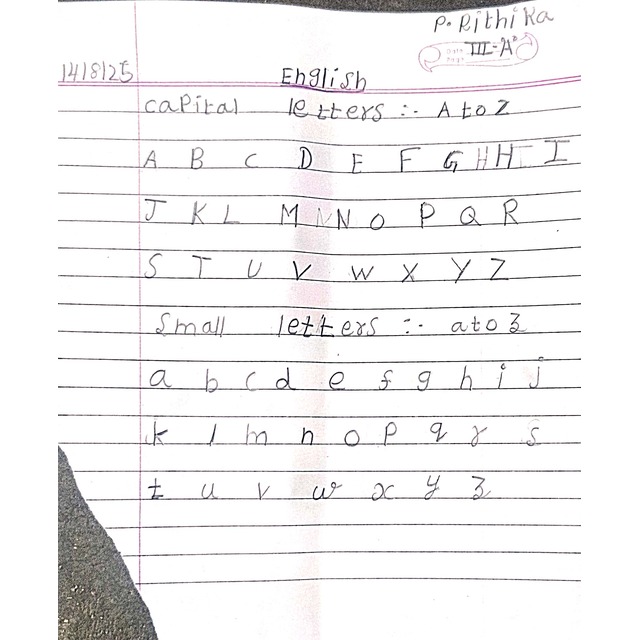 P. Rithika
III-A
14/8/25
English
Capital letters :- A to Z
A B C D E F G H H I
J K L M N N O P Q R
S T U V W X Y Z
Small letters :- a to z
a b c d e f g h i j
k l m n o p q r s
t u v w x y z